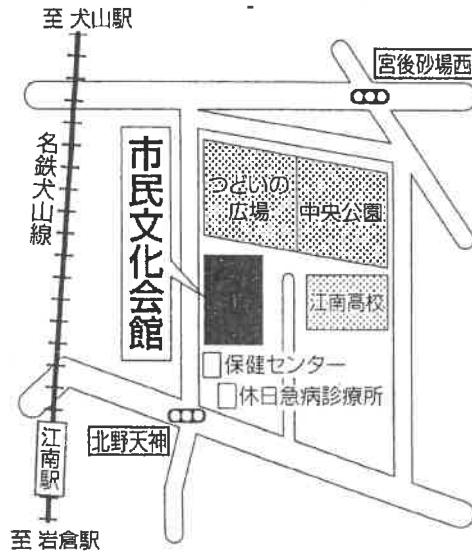 至 犬山駅
宮後砂場西
名鉄犬山線
市民文化会館
つどいの
広場
中央公園
江南高校
保健センター
休日急病診療所
北野天神
江南駅
至 岩倉駅